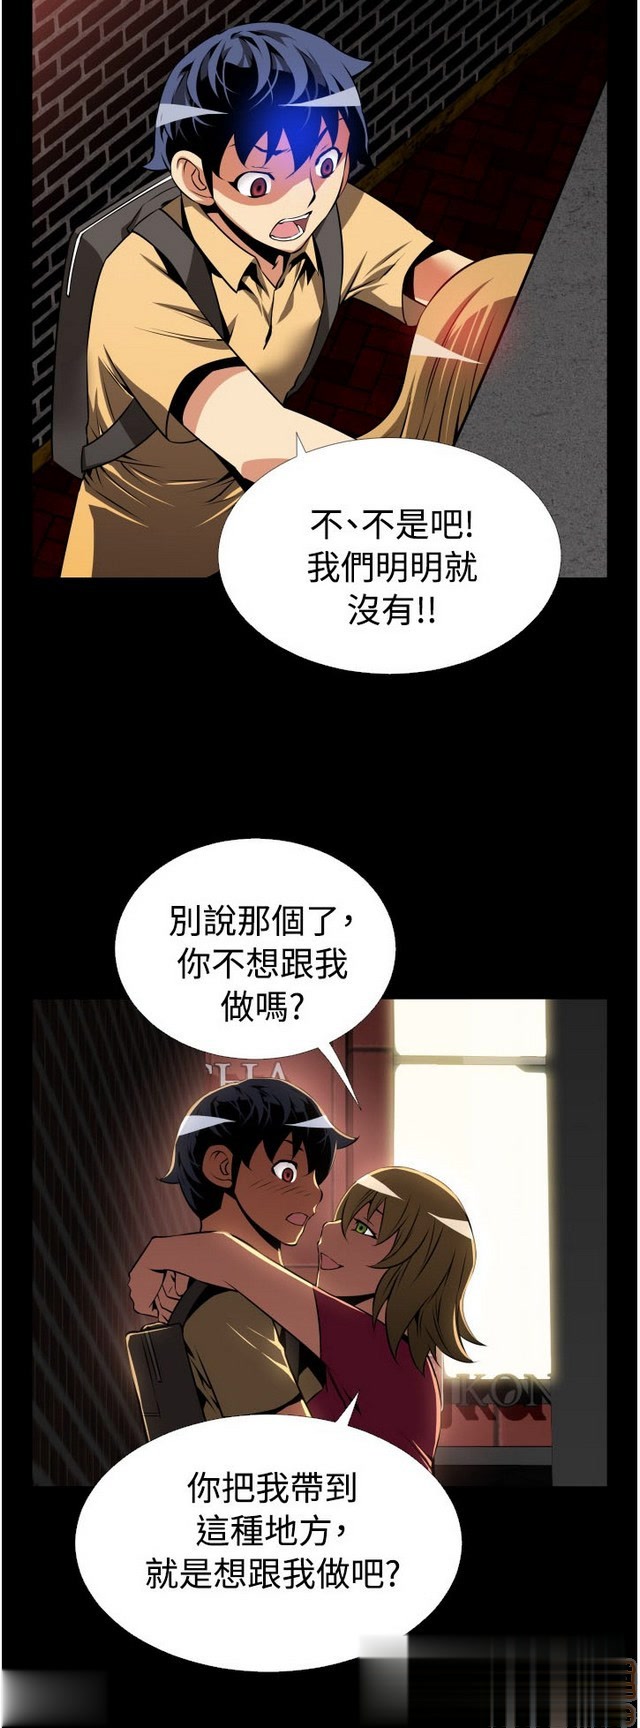 不、不是吧!
我們明明就
沒有!!
別說那個了,
你不想跟我
做嗎?
你把我帶到
這種地方,
就是想跟我做吧?